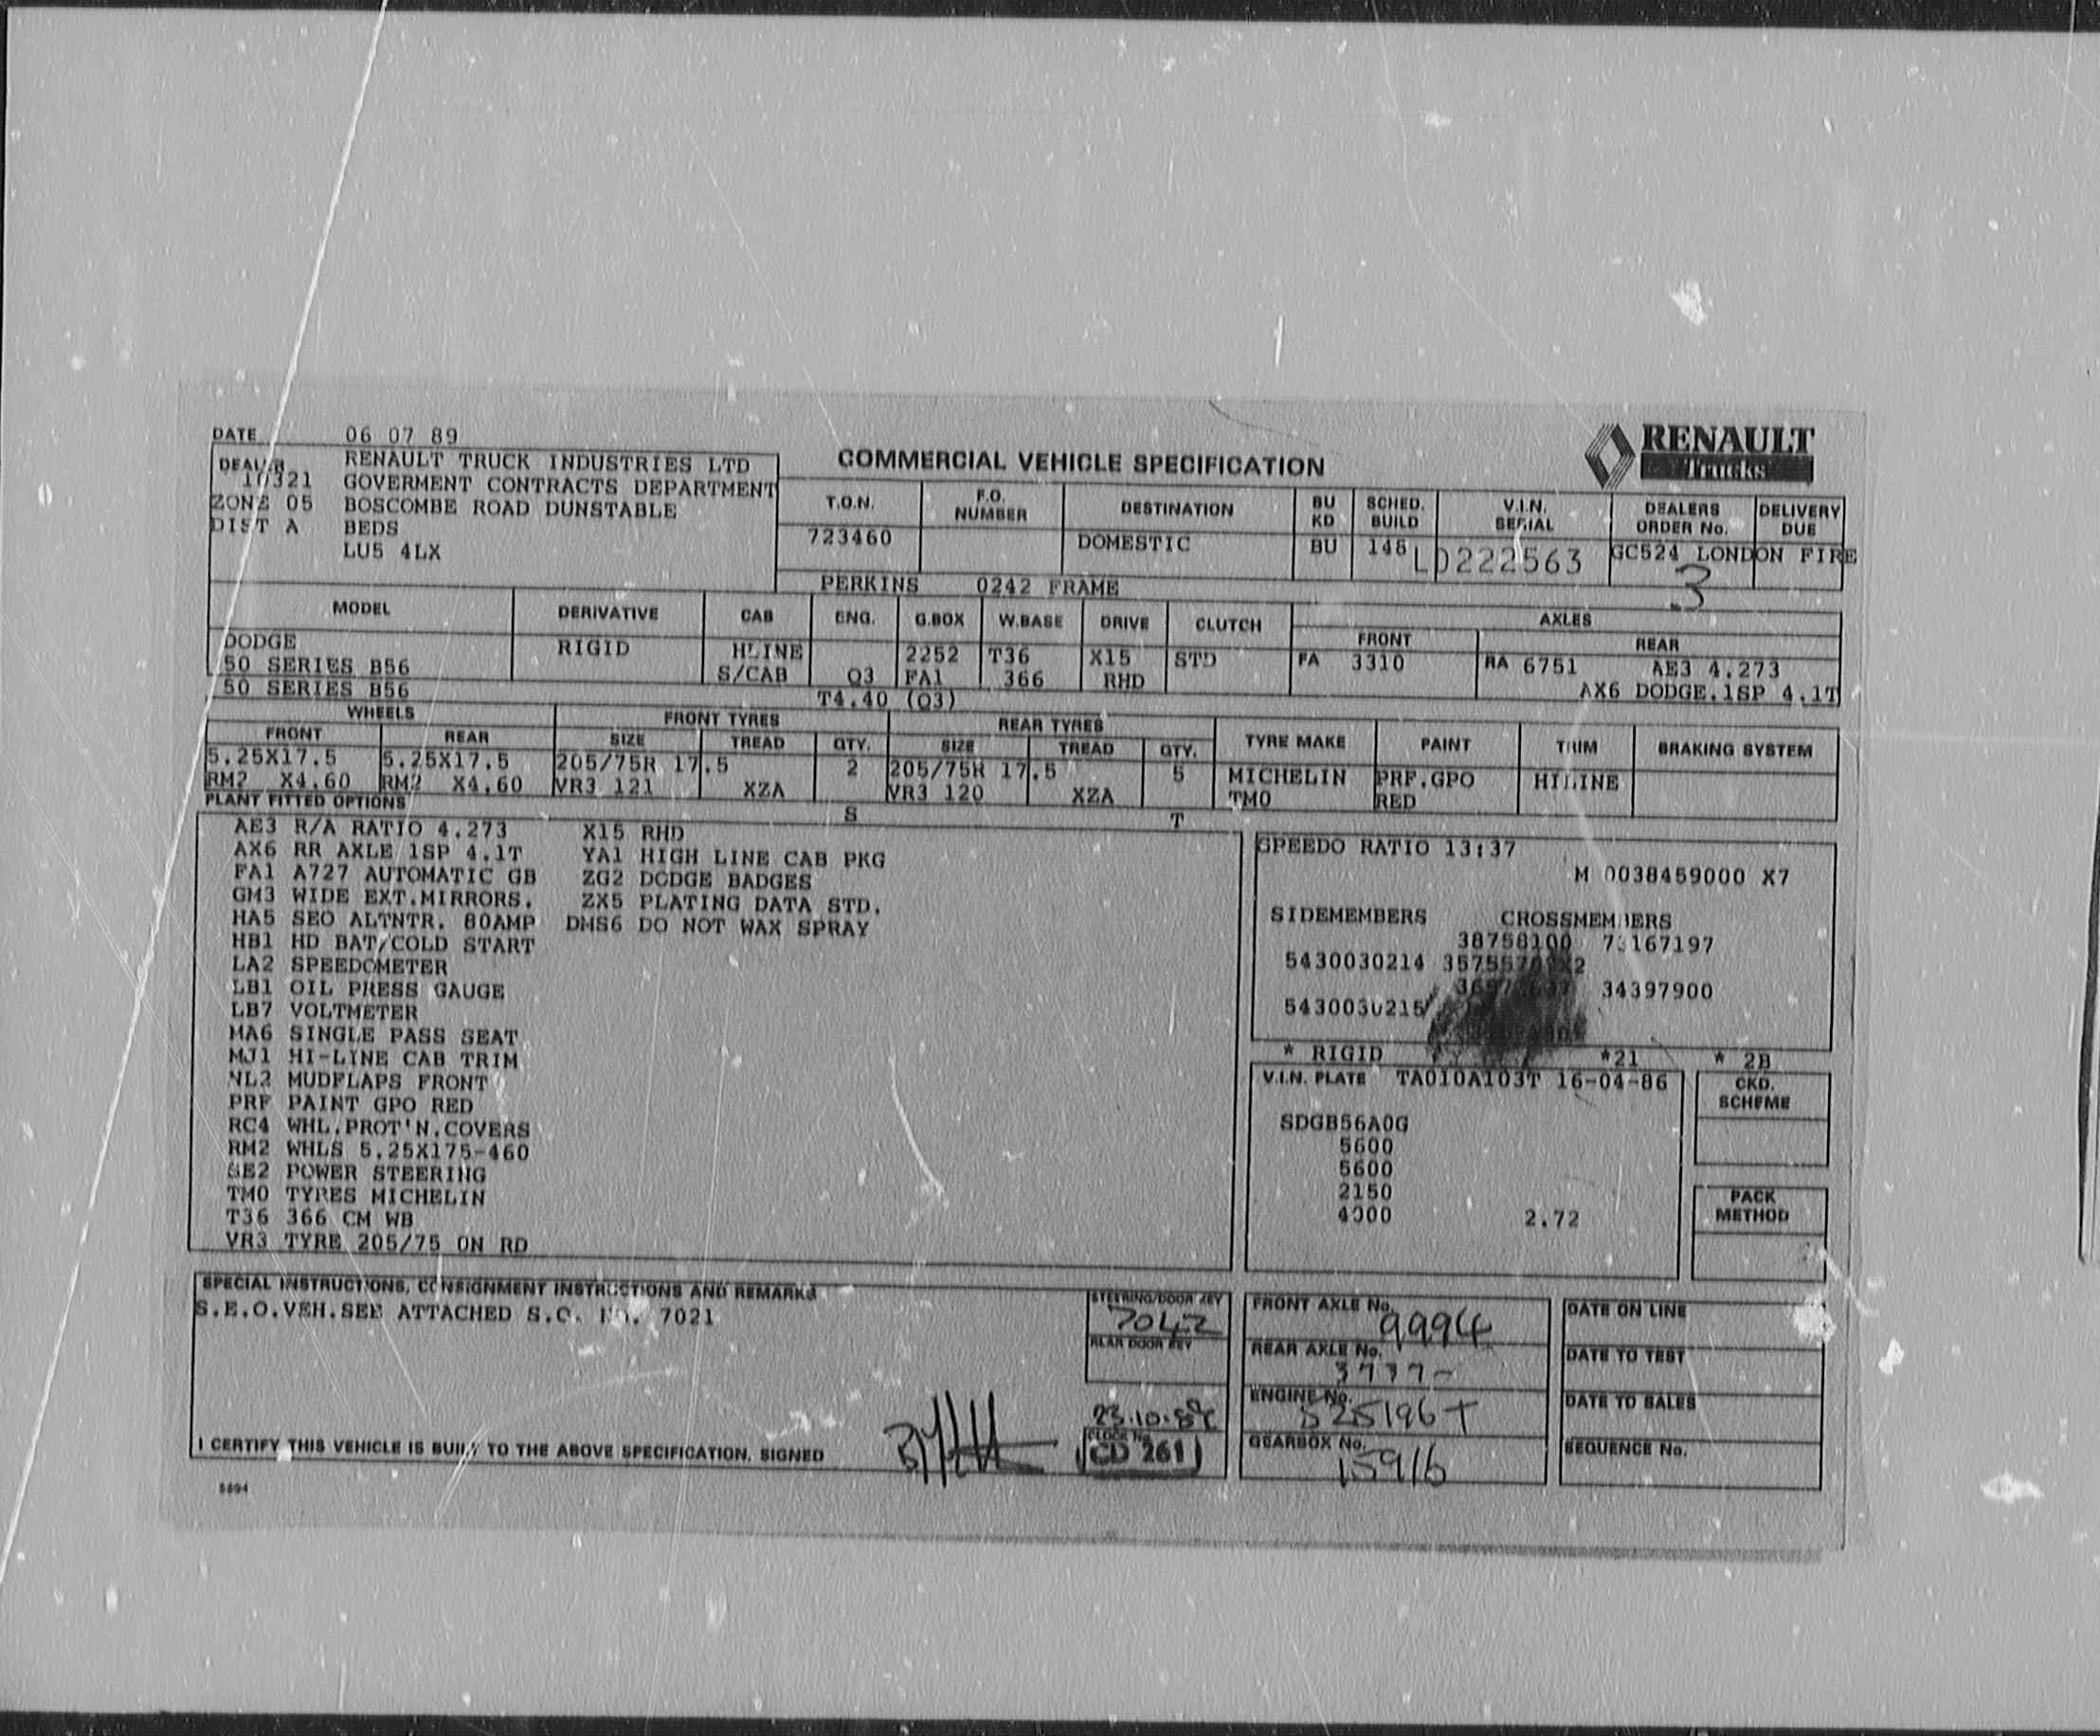 DATE 06 07 89
RENAULT Trucks
COMMERCIAL VEHICLE SPECIFICATION
DEALER RENAULT TRUCK INDUSTRIES LTD
10321 GOVERMENT CONTRACTS DEPARTMENT
ZONE 05 BOSCOMBE ROAD DUNSTABLE
DIST A BEDS
LU5 4LX
T.O.N. F.O. NUMBER DESTINATION BU KD SCHED. BUILD V.I.N. SERIAL DEALERS ORDER No. DELIVERY DUE
723460 DOMESTIC BU 148 LD222563 GC524 LONDON FIRE
3
PERKINS 0242 FRAME
MODEL DERIVATIVE CAB ENG. G.BOX W.BASE DRIVE CLUTCH AXLES
FRONT REAR
DODGE RIGID HLINE 2252 T36 X15 STD FA 3310 RA 6751 AE3 4.273
50 SERIES B56 S/CAB Q3 FA1 366 RHD AX6 DODGE.1SP 4.1T
50 SERIES B56 T4.40 (Q3)
WHEELS FRONT TYRES REAR TYRES
FRONT REAR SIZE TREAD QTY. SIZE TREAD QTY. TYRE MAKE PAINT TRIM BRAKING SYSTEM
5.25X17.5 5.25X17.5 205/75R 17.5 2 205/75R 17.5 5 MICHELIN PRF.GPO HILINE
RM2 X4.60 RM2 X4.60 VR3 121 XZA VR3 120 XZA TMO RED
PLANT FITTED OPTIONS S T
AE3 R/A RATIO 4.273 X15 RHD
AX6 RR AXLE 1SP 4.1T YA1 HIGH LINE CAB PKG
FA1 A727 AUTOMATIC GB ZG2 DODGE BADGES
GM3 WIDE EXT.MIRRORS. ZX5 PLATING DATA STD.
HA5 SEO ALTNTR. 80AMP DMS6 DO NOT WAX SPRAY
HB1 HD BAT/COLD START
LA2 SPEEDOMETER
LB1 OIL PRESS GAUGE
LB7 VOLTMETER
MA6 SINGLE PASS SEAT
MJ1 HI-LINE CAB TRIM
NL2 MUDFLAPS FRONT
PRF PAINT GPO RED
RC4 WHL.PROT'N.COVERS
RM2 WHLS 5.25X175-460
SE2 POWER STEERING
TMO TYRES MICHELIN
T36 366 CM WB
VR3 TYRE 205/75 ON RD
SPEEDO RATIO 13:37
M 0038459000 X7
SIDEMEMBERS CROSSMEMBERS
38758100
5430030214
34397900
5430030215
* RIGID *21 * 2B
V.I.N. PLATE TA010A103T 16-04-86
SDGB56A0G
5600
5600
2150
4000 2.72
CKD. SCHEME
PACK METHOD
SPECIAL INSTRUCTIONS, CONSIGNMENT INSTRUCTIONS AND REMARKS
S.E.O.VEH.SEE ATTACHED S.O. NO. 7021
STEERING/DOOR KEY
7042
REAR DOOR KEY
23.10.89
CLOCK No.
CD 261
I CERTIFY THIS VEHICLE IS BUILT TO THE ABOVE SPECIFICATION. SIGNED
FRONT AXLE No. 9994
REAR AXLE No. 3737-
ENGINE No. 525196T
GEARBOX No. 15916
DATE ON LINE
DATE TO TEST
DATE TO SALES
SEQUENCE No.
5694